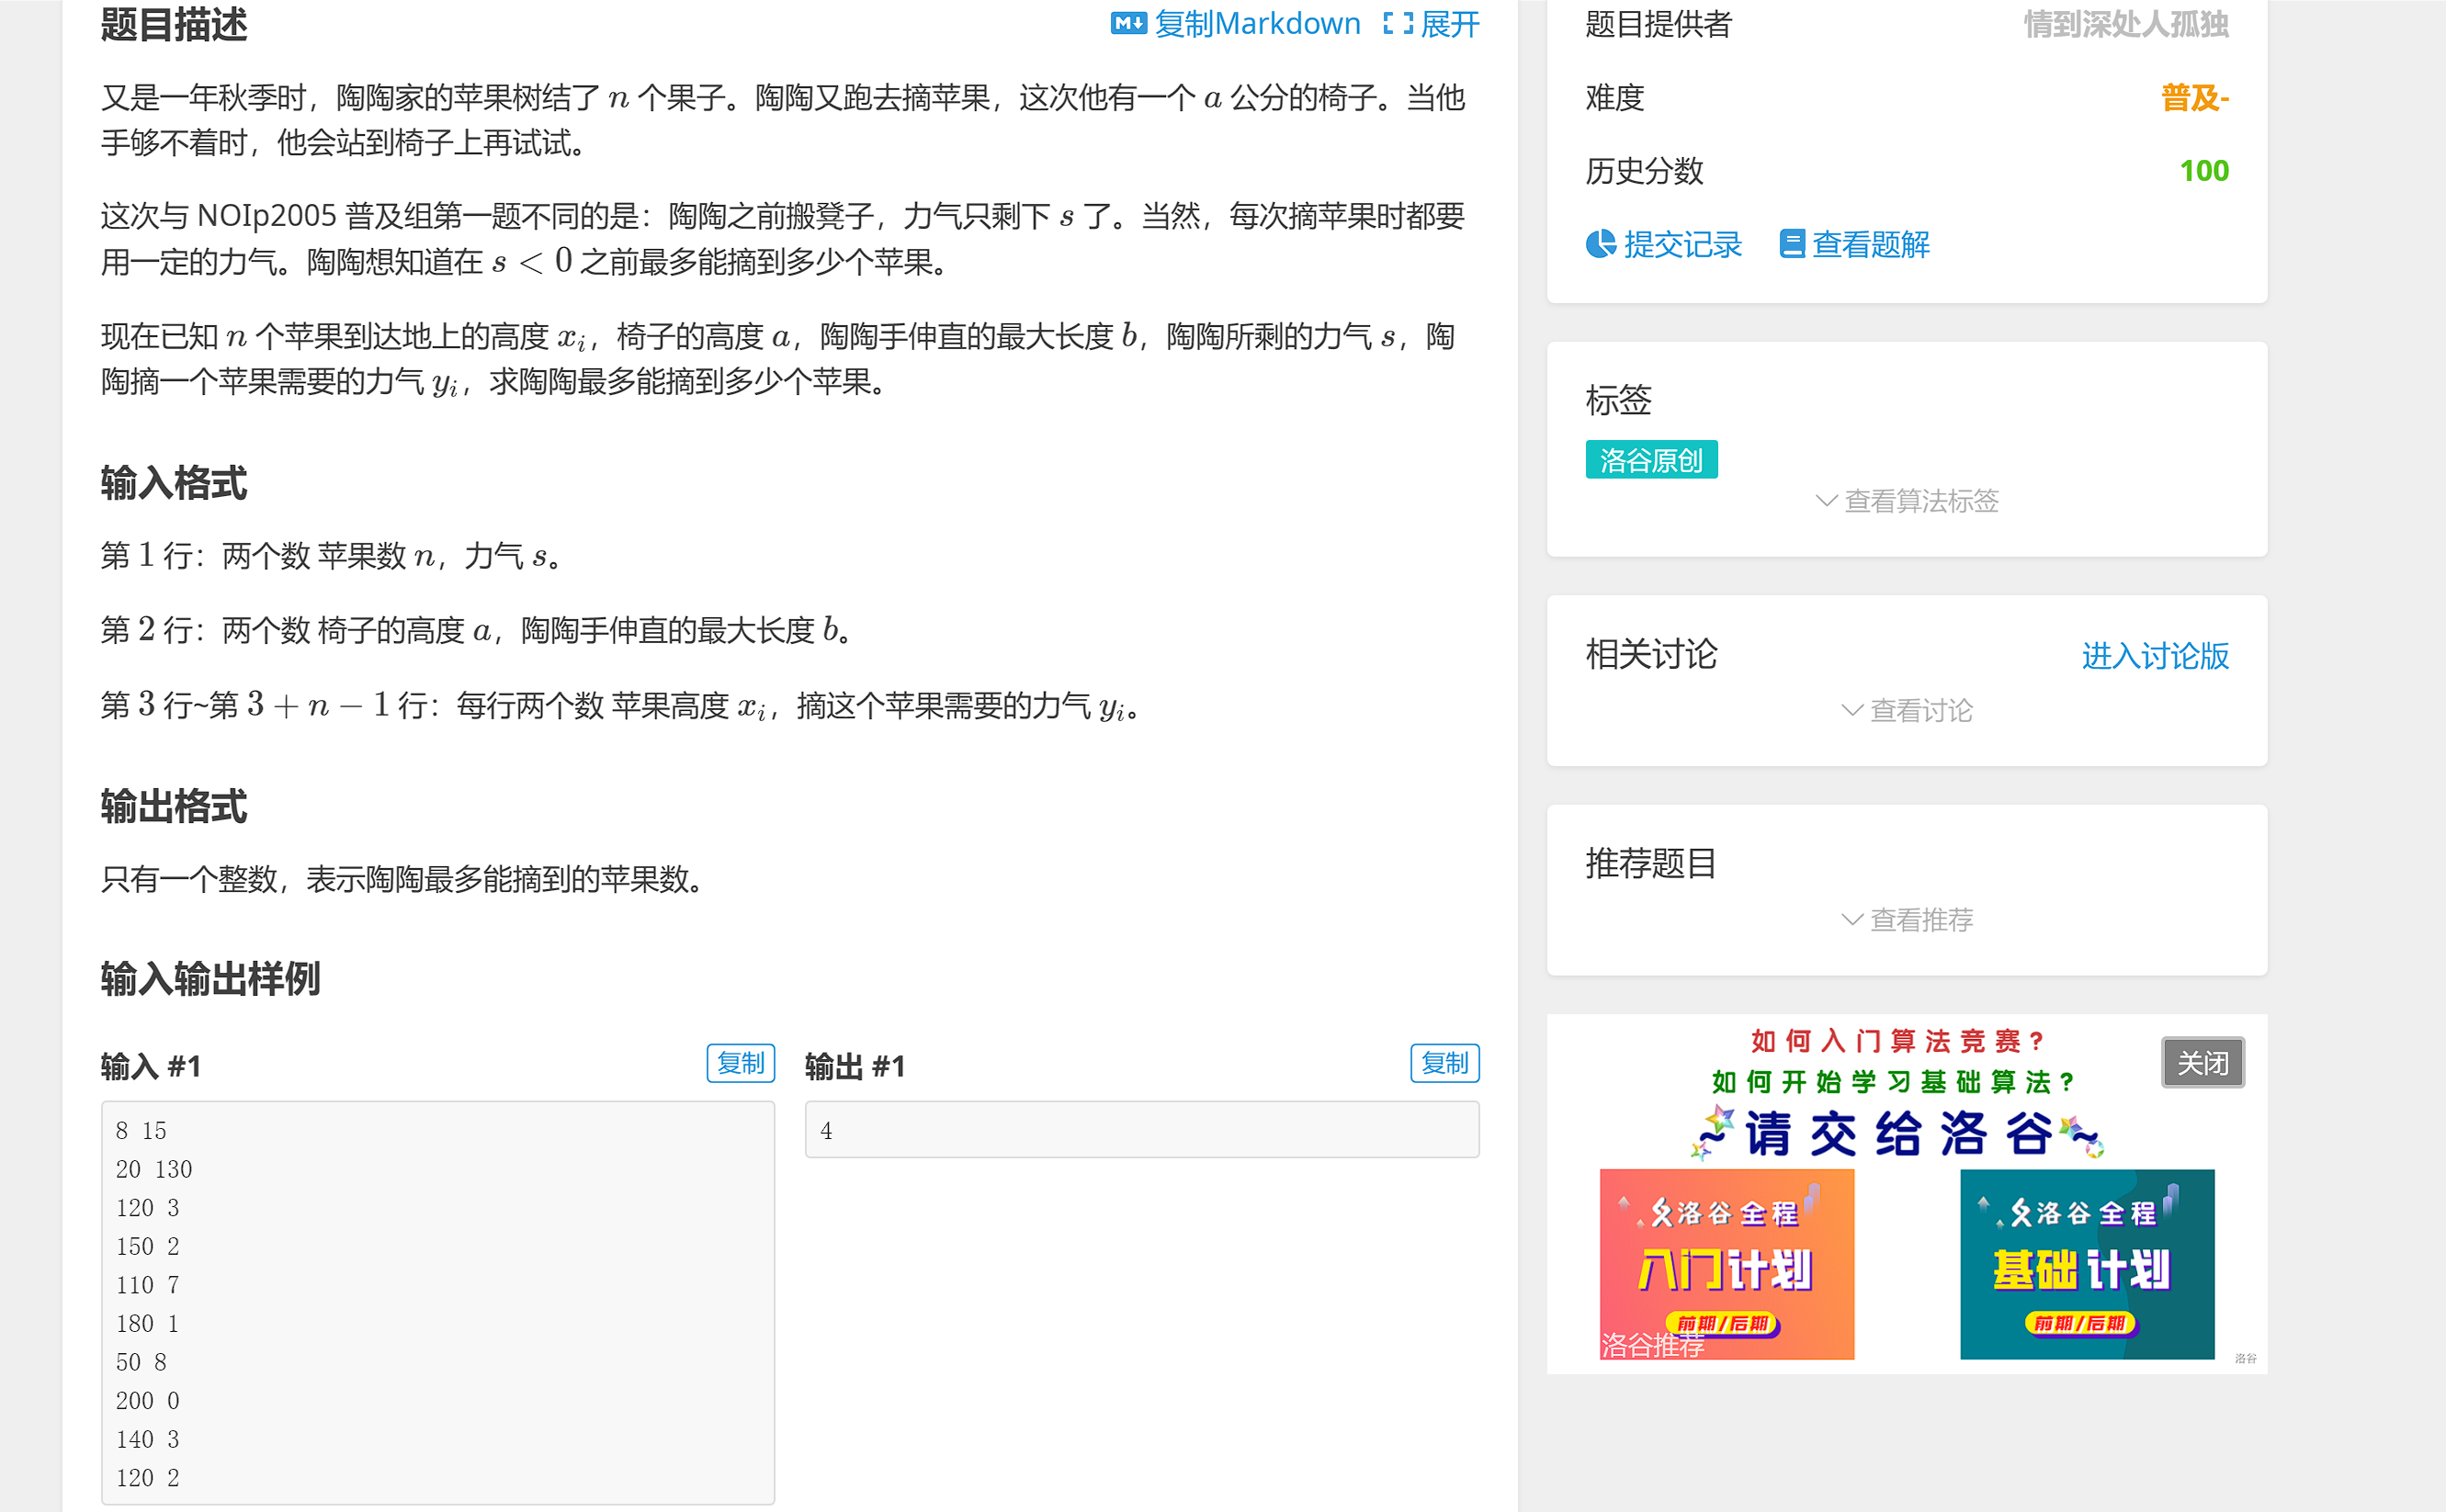 题目描述
复制Markdown 展开
又是一年秋季时，陶陶家的苹果树结了 n 个果子。陶陶又跑去摘苹果，这次他有一个 a 公分的椅子。当他
手够不着时，他会站到椅子上再试试。
这次与 NOIp2005 普及组第一题不同的是：陶陶之前搬凳子，力气只剩下 s 了。当然，每次摘苹果时都要
用一定的力气。陶陶想知道在 s < 0 之前最多能摘到多少个苹果。
现在已知 n 个苹果到达地上的高度 xᵢ，椅子的高度 a，陶陶手伸直的最大长度 b，陶陶所剩的力气 s，陶
陶摘一个苹果需要的力气 yᵢ，求陶陶最多能摘到多少个苹果。
输入格式
第 1 行：两个数 苹果数 n，力气 s。
第 2 行：两个数 椅子的高度 a，陶陶手伸直的最大长度 b。
第 3 行~第 3 + n − 1 行：每行两个数 苹果高度 xᵢ，摘这个苹果需要的力气 yᵢ。
输出格式
只有一个整数，表示陶陶最多能摘到的苹果数。
输入输出样例
输入 #1
复制
8 15
20 130
120 3
150 2
110 7
180 1
50 8
200 0
140 3
120 2
输出 #1
复制
4
题目提供者 情到深处人孤独
难度 普及-
历史分数 100
提交记录 查看题解
标签
洛谷原创
查看算法标签
相关讨论 进入讨论版
查看讨论
推荐题目
查看推荐
如何入门算法竞赛?
关闭
如何开始学习基础算法?
~请交给洛谷~
洛谷全程
入门计划
前期/后期
洛谷推荐
洛谷全程
基础计划
前期/后期
洛谷